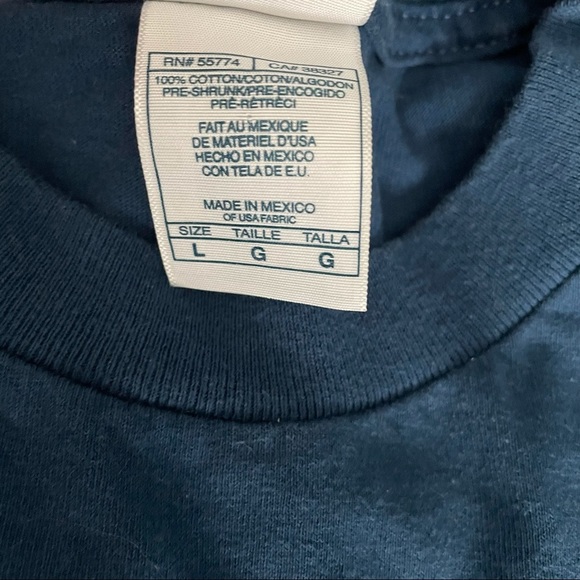 RN# 55774 CA# 38327
100% COTTON/COTON/ALGODON
PRE-SHRUNK/PRE-ENCOGIDO
PRÉ-RÉTRÉCI
FAIT AU MEXIQUE
DE MATERIEL D'USA
HECHO EN MEXICO
CON TELA DE E.U.
MADE IN MEXICO
OF USA FABRIC
SIZE TAILLE TALLA
L G G